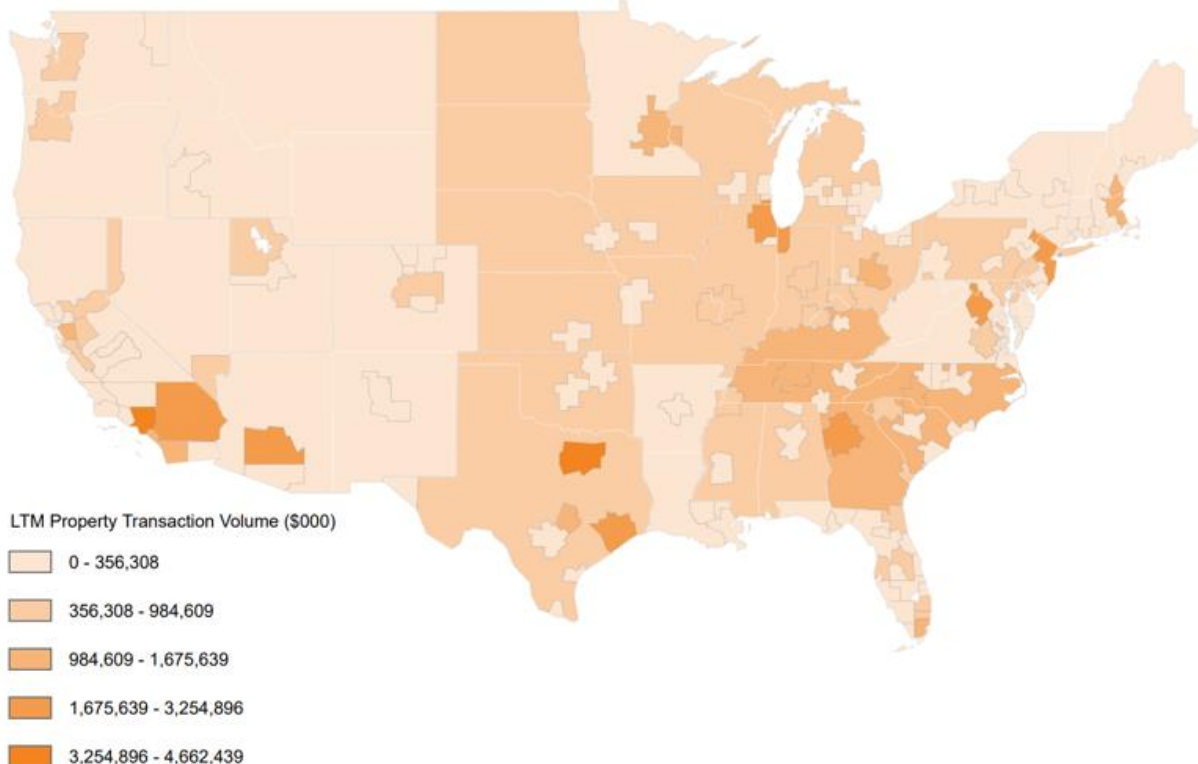 LTM Property Transaction Volume ($000)
0 - 356,308
356,308 - 984,609
984,609 - 1,675,639
1,675,639 - 3,254,896
3,254,896 - 4,662,439